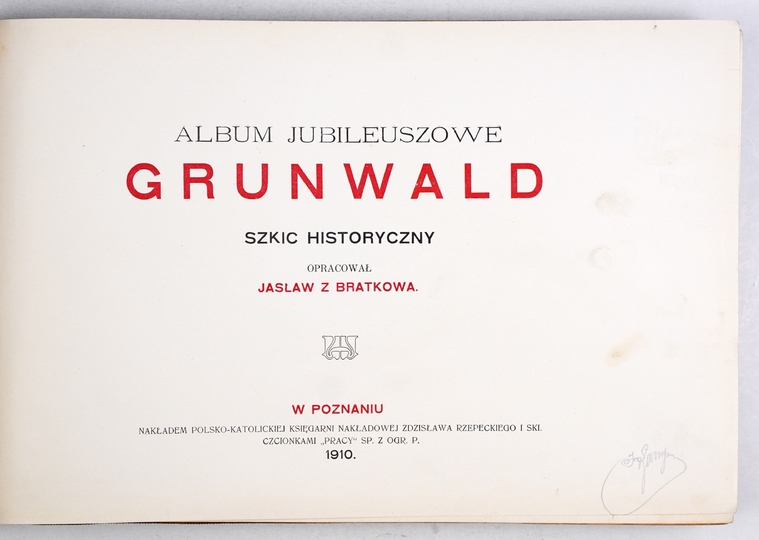 ALBUM JUBILEUSZOWE
GRUNWALD
SZKIC HISTORYCZNY
OPRACOWAŁ
JASŁAW Z BRATKOWA.
W POZNANIU
NAKŁADEM POLSKO-KATOLICKIEJ KSIĘGARNI NAKŁADOWEJ ZDZISŁAWA RZEPECKIEGO I SKI.
CZCIONKAMI „PRACY“ SP. Z OGR. P.
1910.